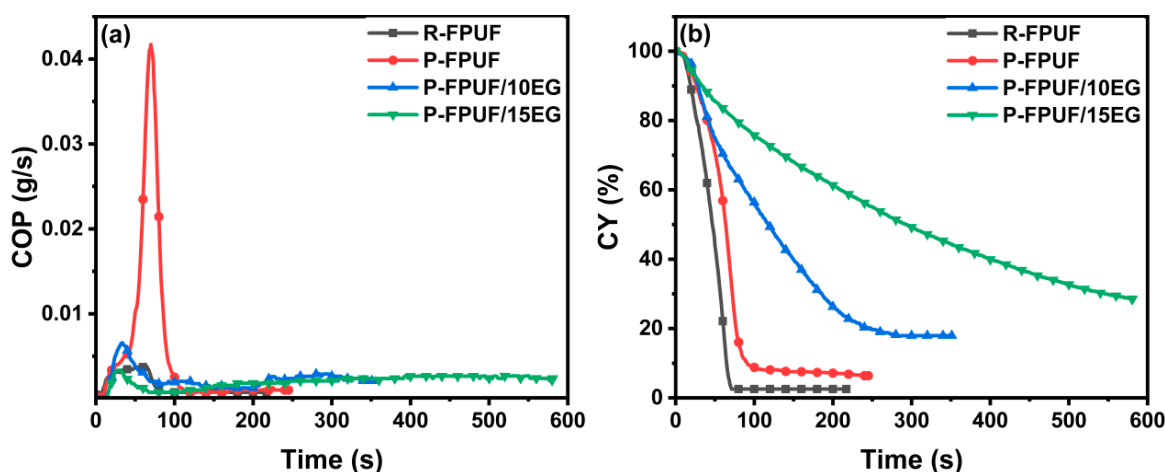 (a)
R-FPUF
P-FPUF
P-FPUF/10EG
P-FPUF/15EG
COP (g/s)
0.04
0.03
0.02
0.01
0 100 200 300 400 500 600
Time (s)
(b)
R-FPUF
P-FPUF
P-FPUF/10EG
P-FPUF/15EG
CY (%)
100
80
60
40
20
0
0 100 200 300 400 500 600
Time (s)